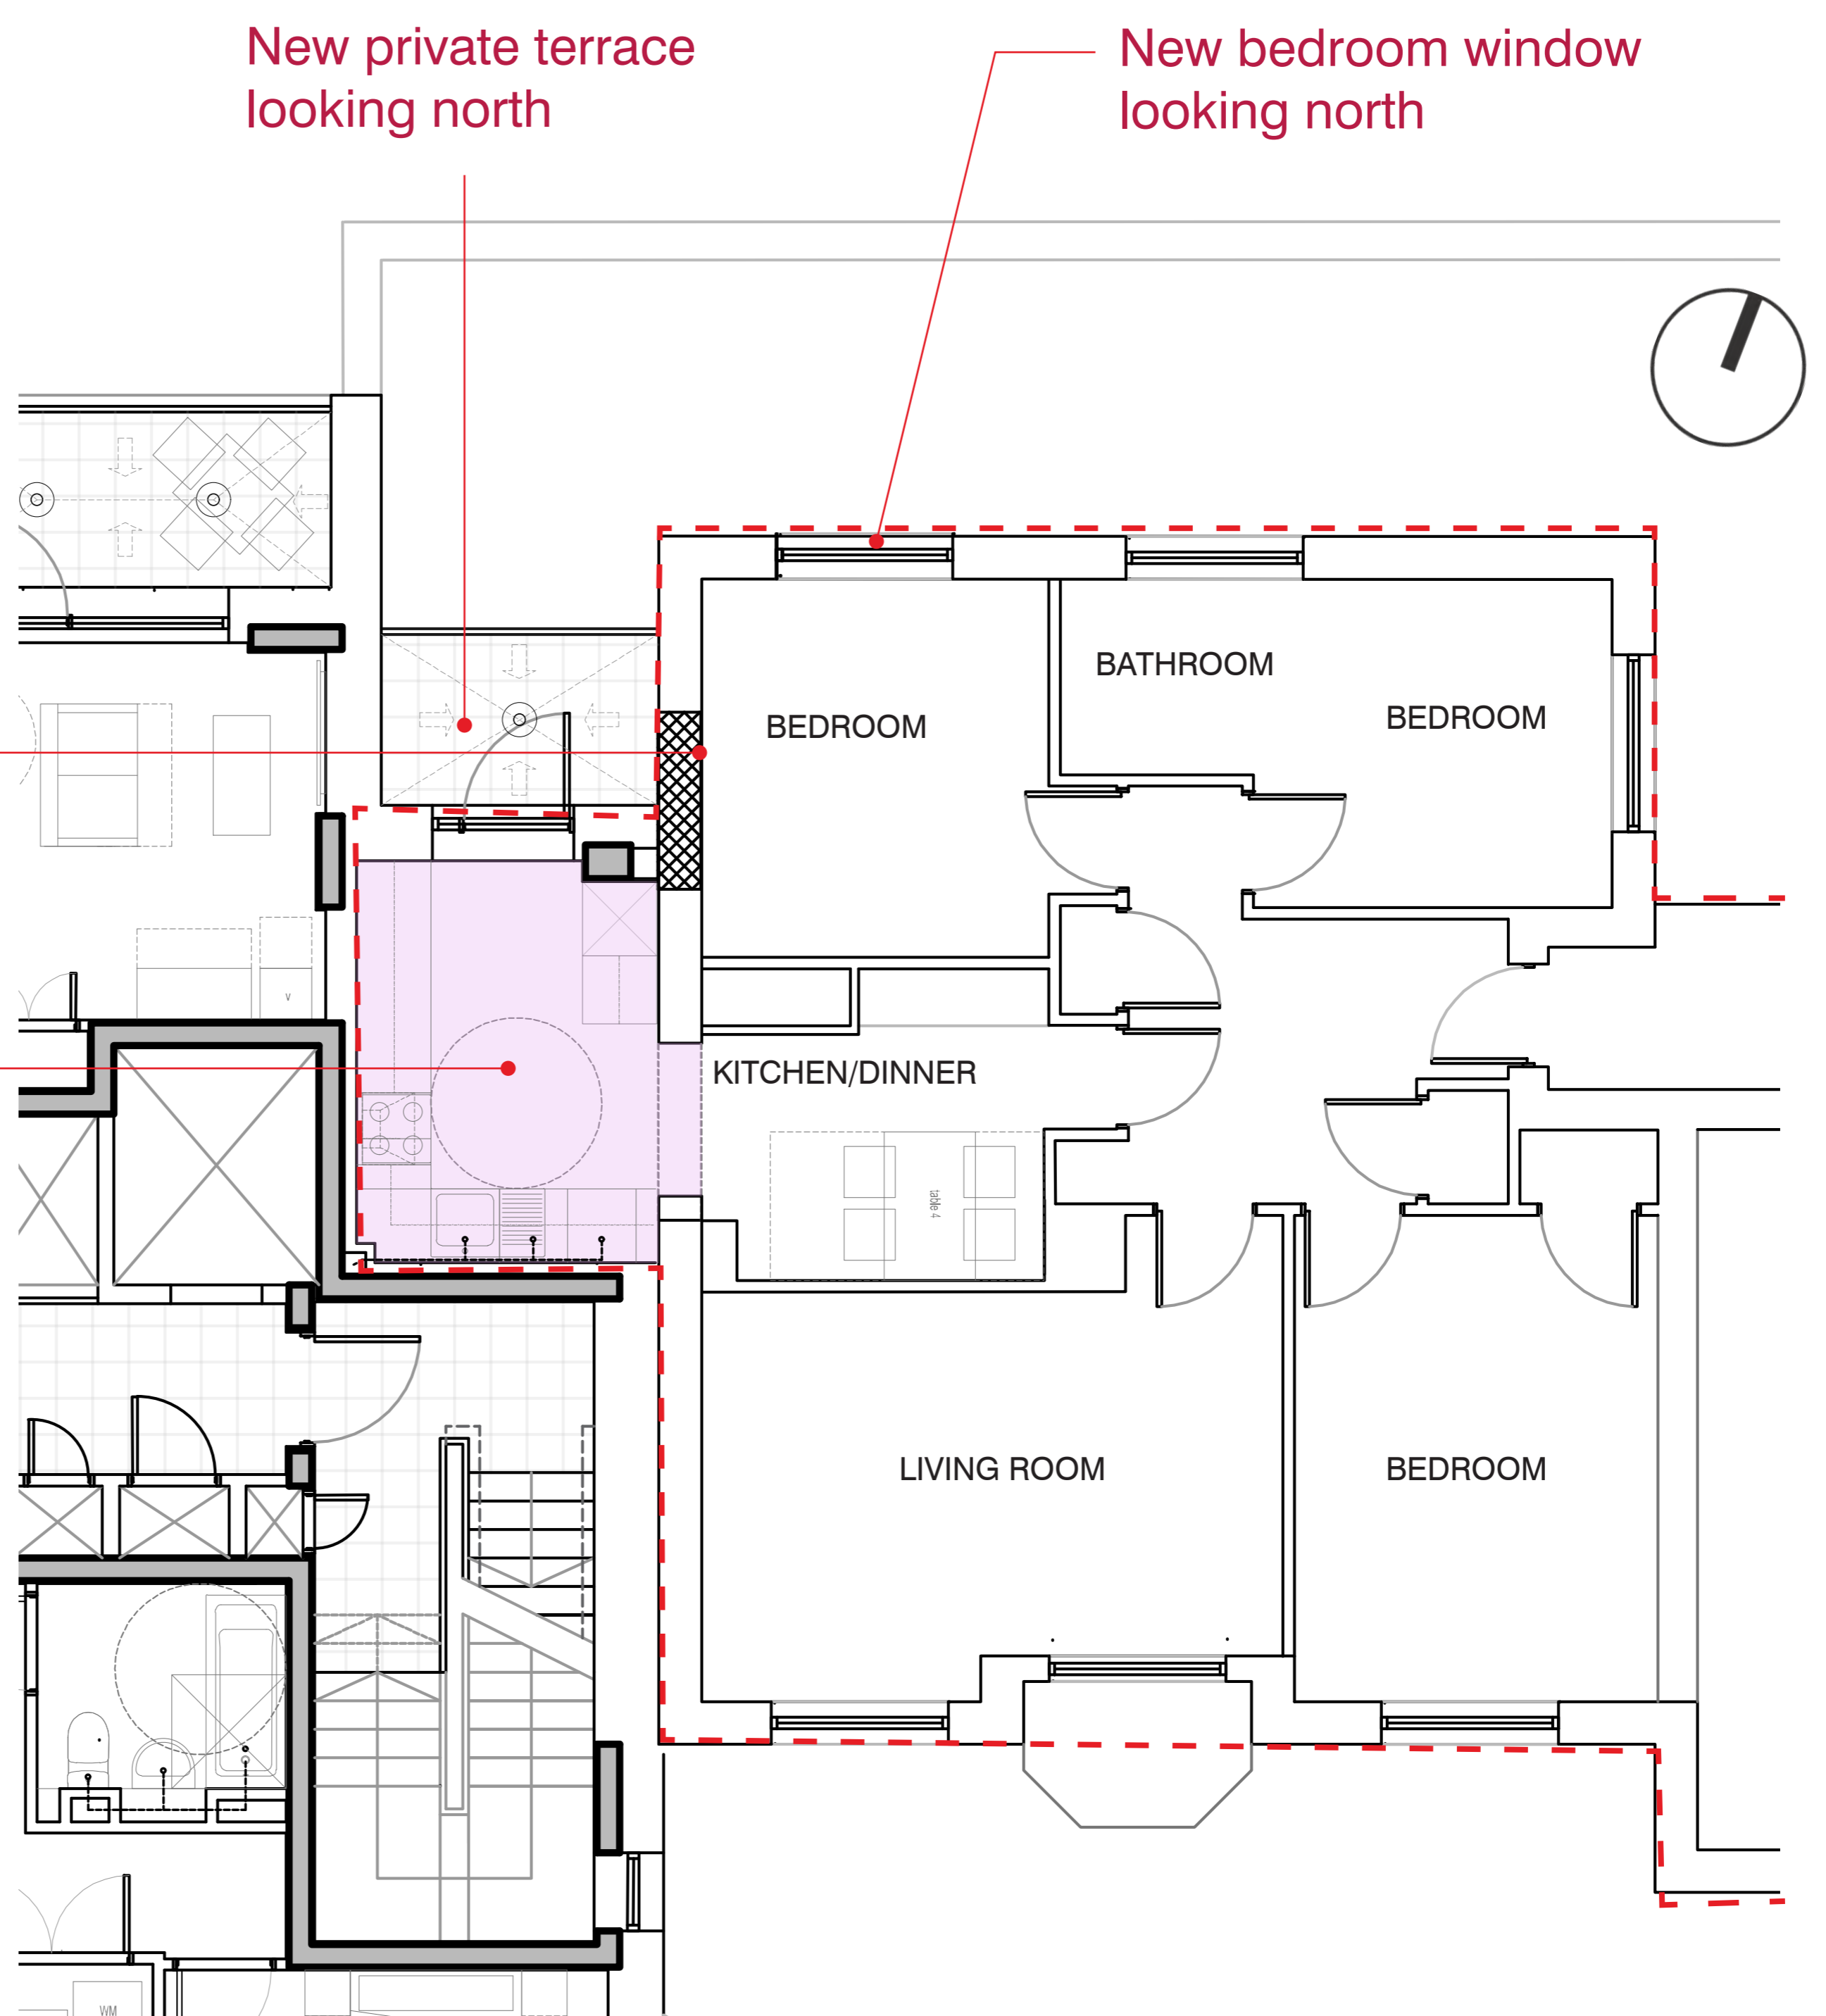 New private terrace
looking north
New bedroom window
looking north
BATHROOM
BEDROOM
BEDROOM
V
KITCHEN/DINNER
table 4
LIVING ROOM
BEDROOM
WM